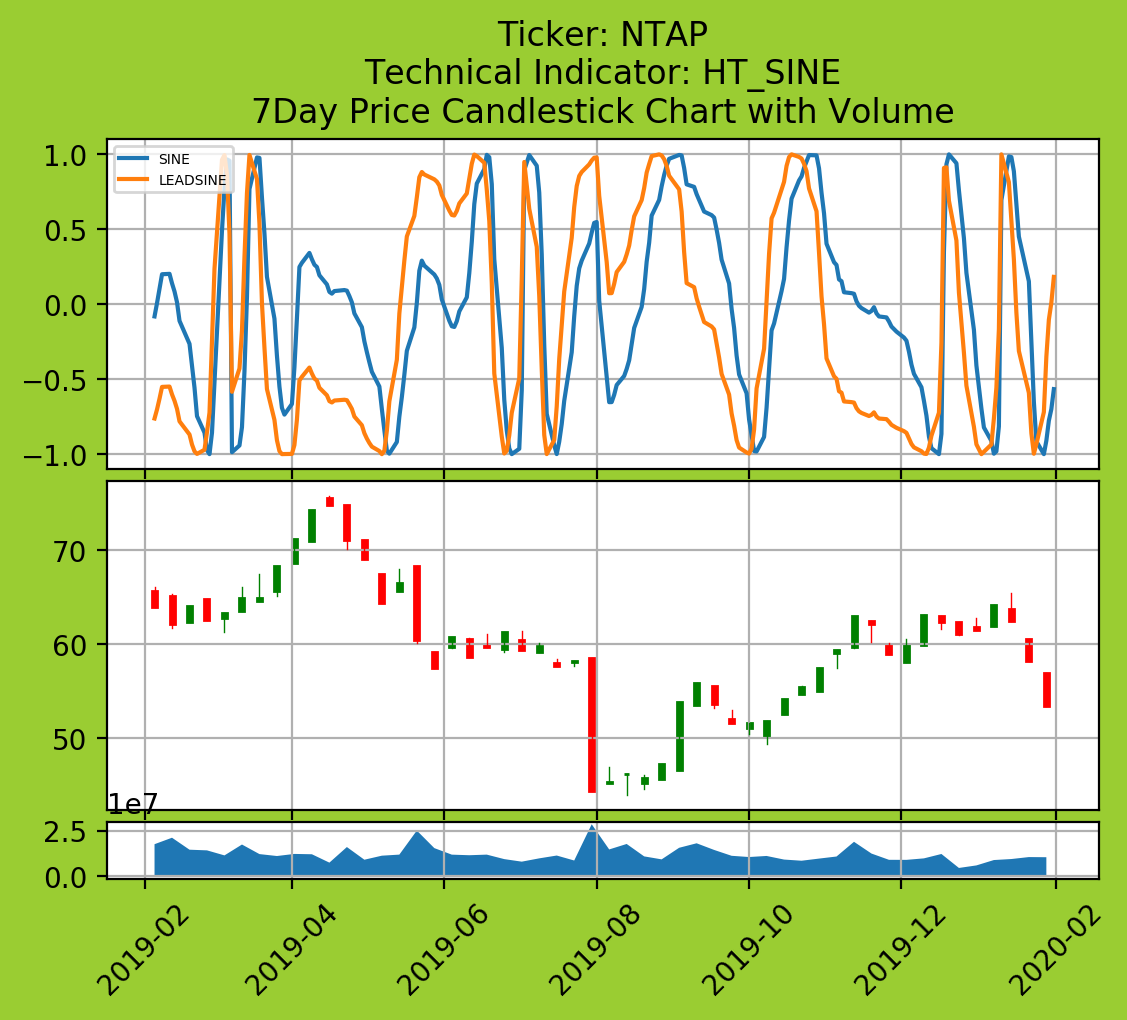 Ticker: NTAP
Technical Indicator: HT_SINE
7Day Price Candlestick Chart with Volume
SINE
LEADSINE
1.0
0.5
0.0
−0.5
−1.0
70
60
50
1e7
2.5
0.0
2019-02
2019-04
2019-06
2019-08
2019-10
2019-12
2020-02